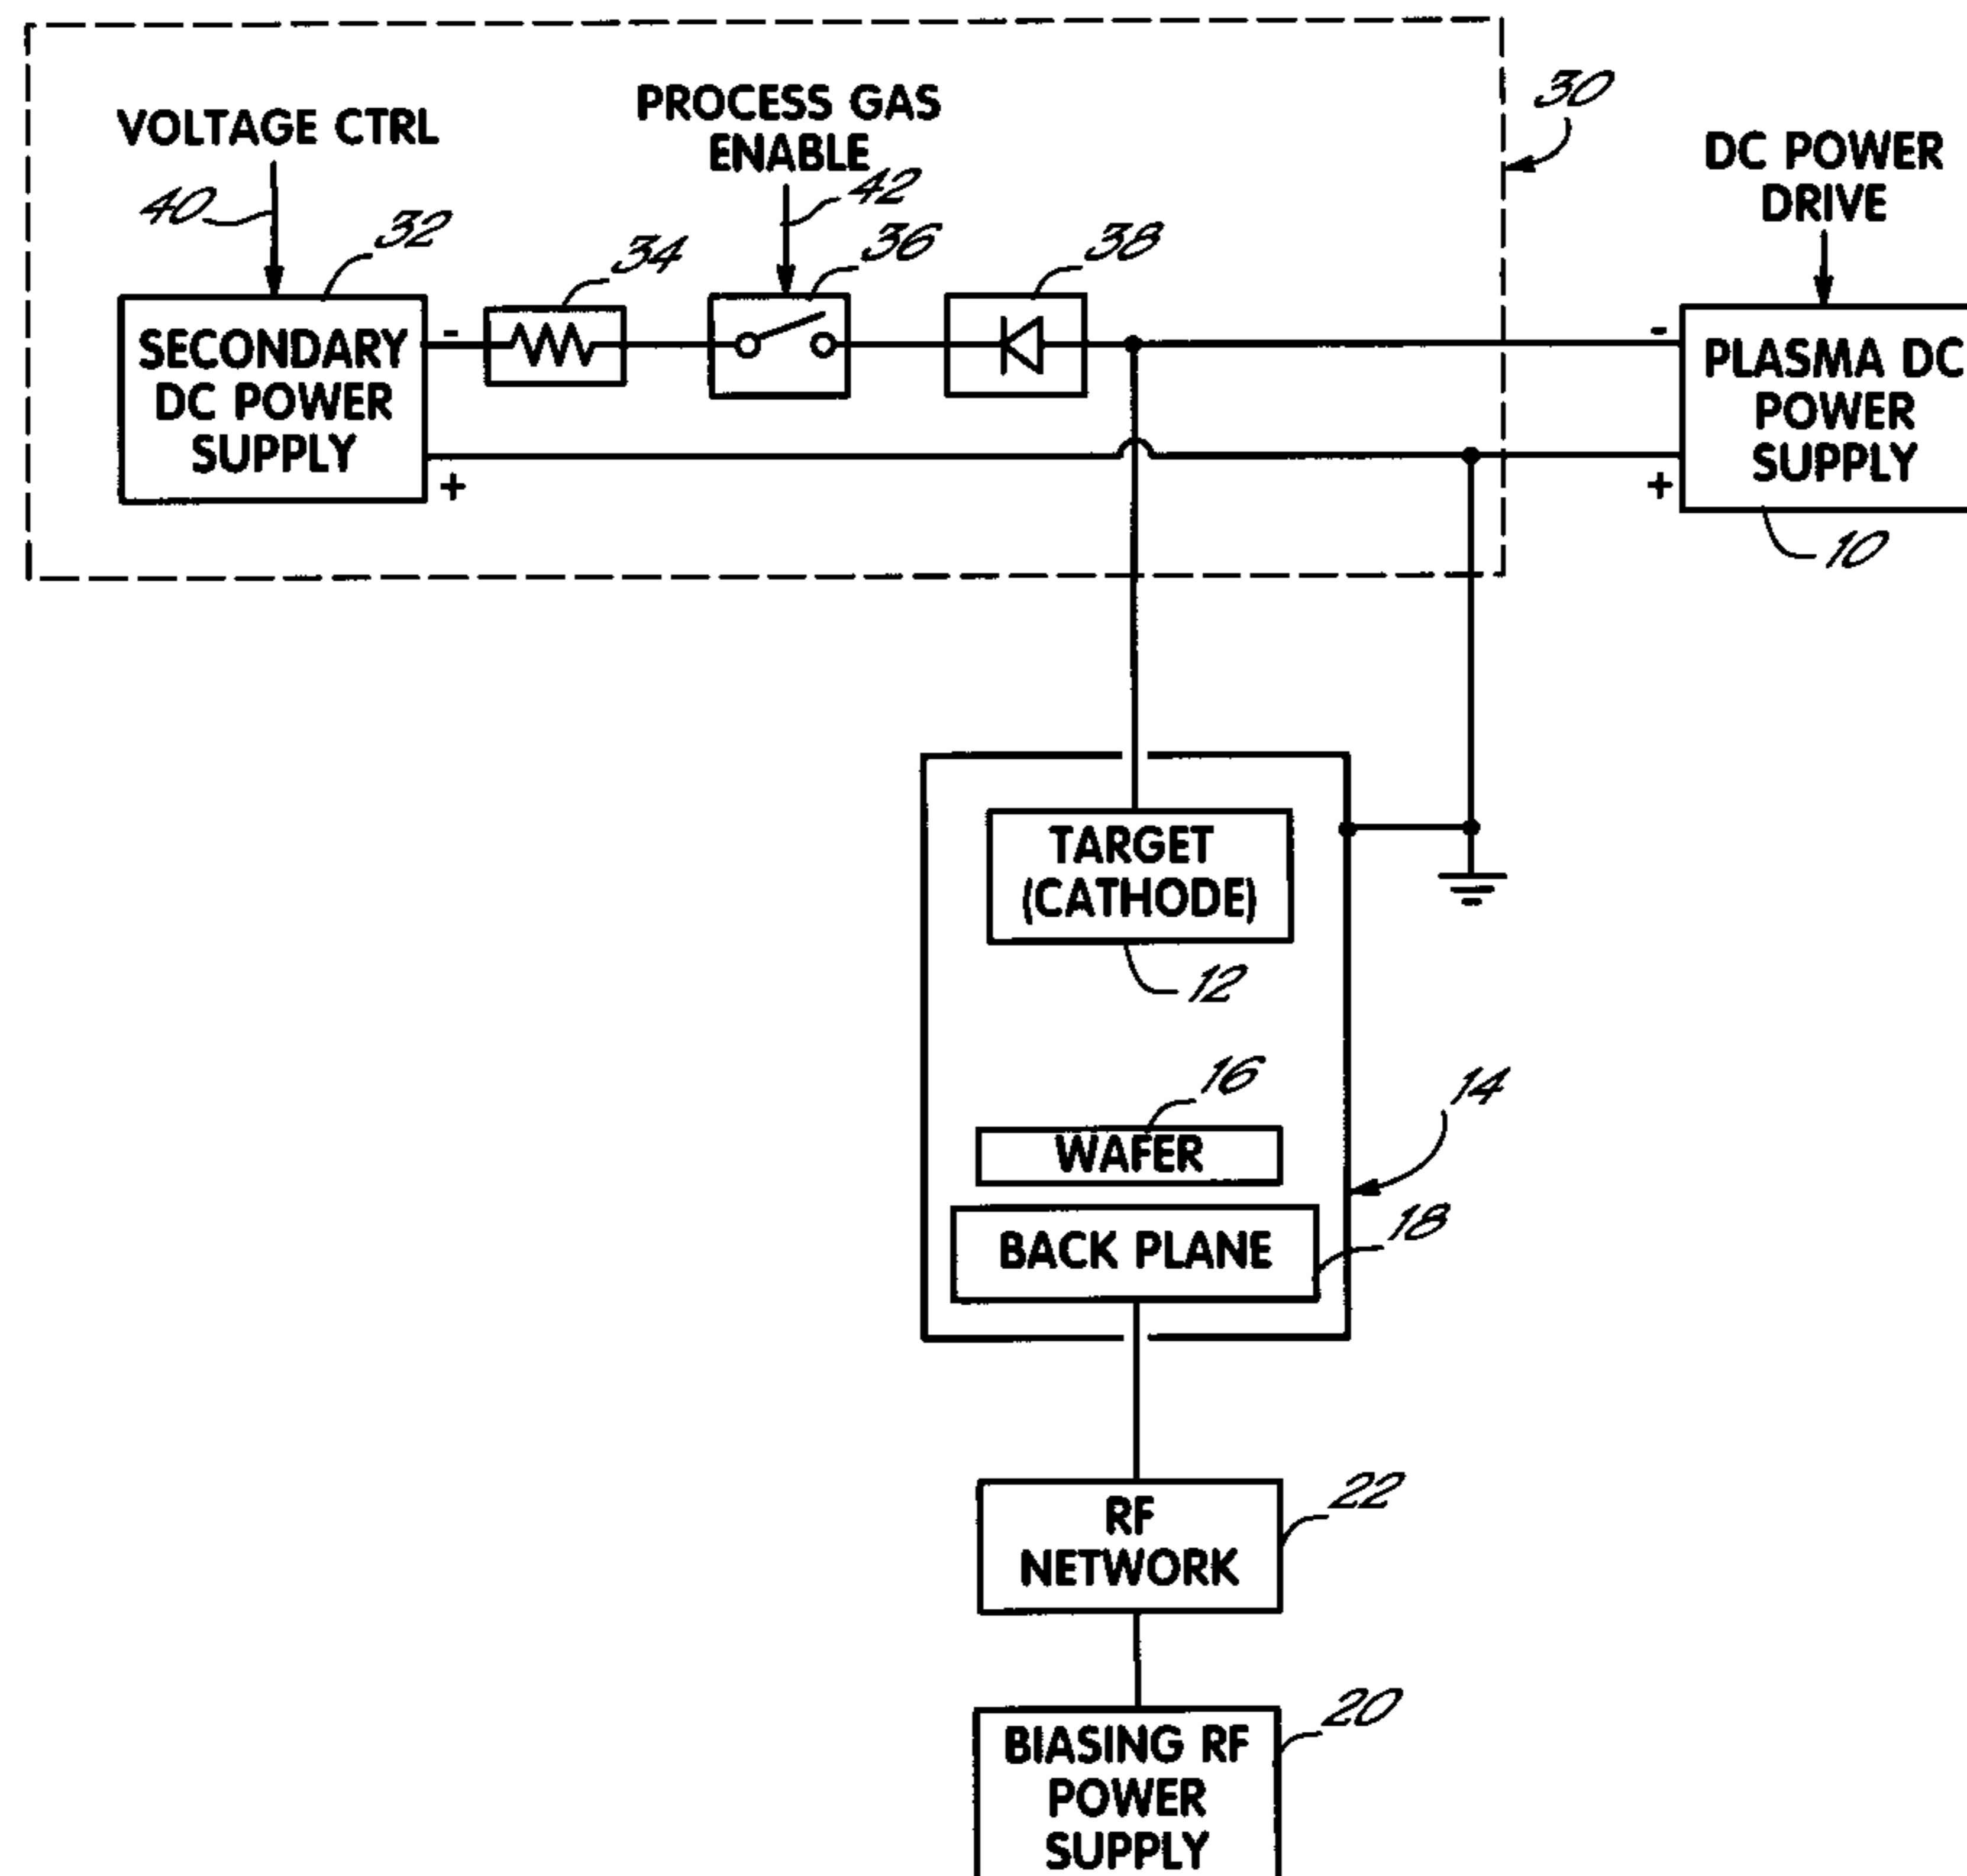 VOLTAGE CTRL
PROCESS GAS
ENABLE
30
DC POWER
DRIVE
40
32
34
42
36
38
SECONDARY
DC POWER
SUPPLY
-
+
-
+
PLASMA DC
POWER
SUPPLY
10
TARGET
(CATHODE)
12
16
WAFER
14
BACK PLANE
18
RF
NETWORK
22
BIASING RF
POWER
SUPPLY
20